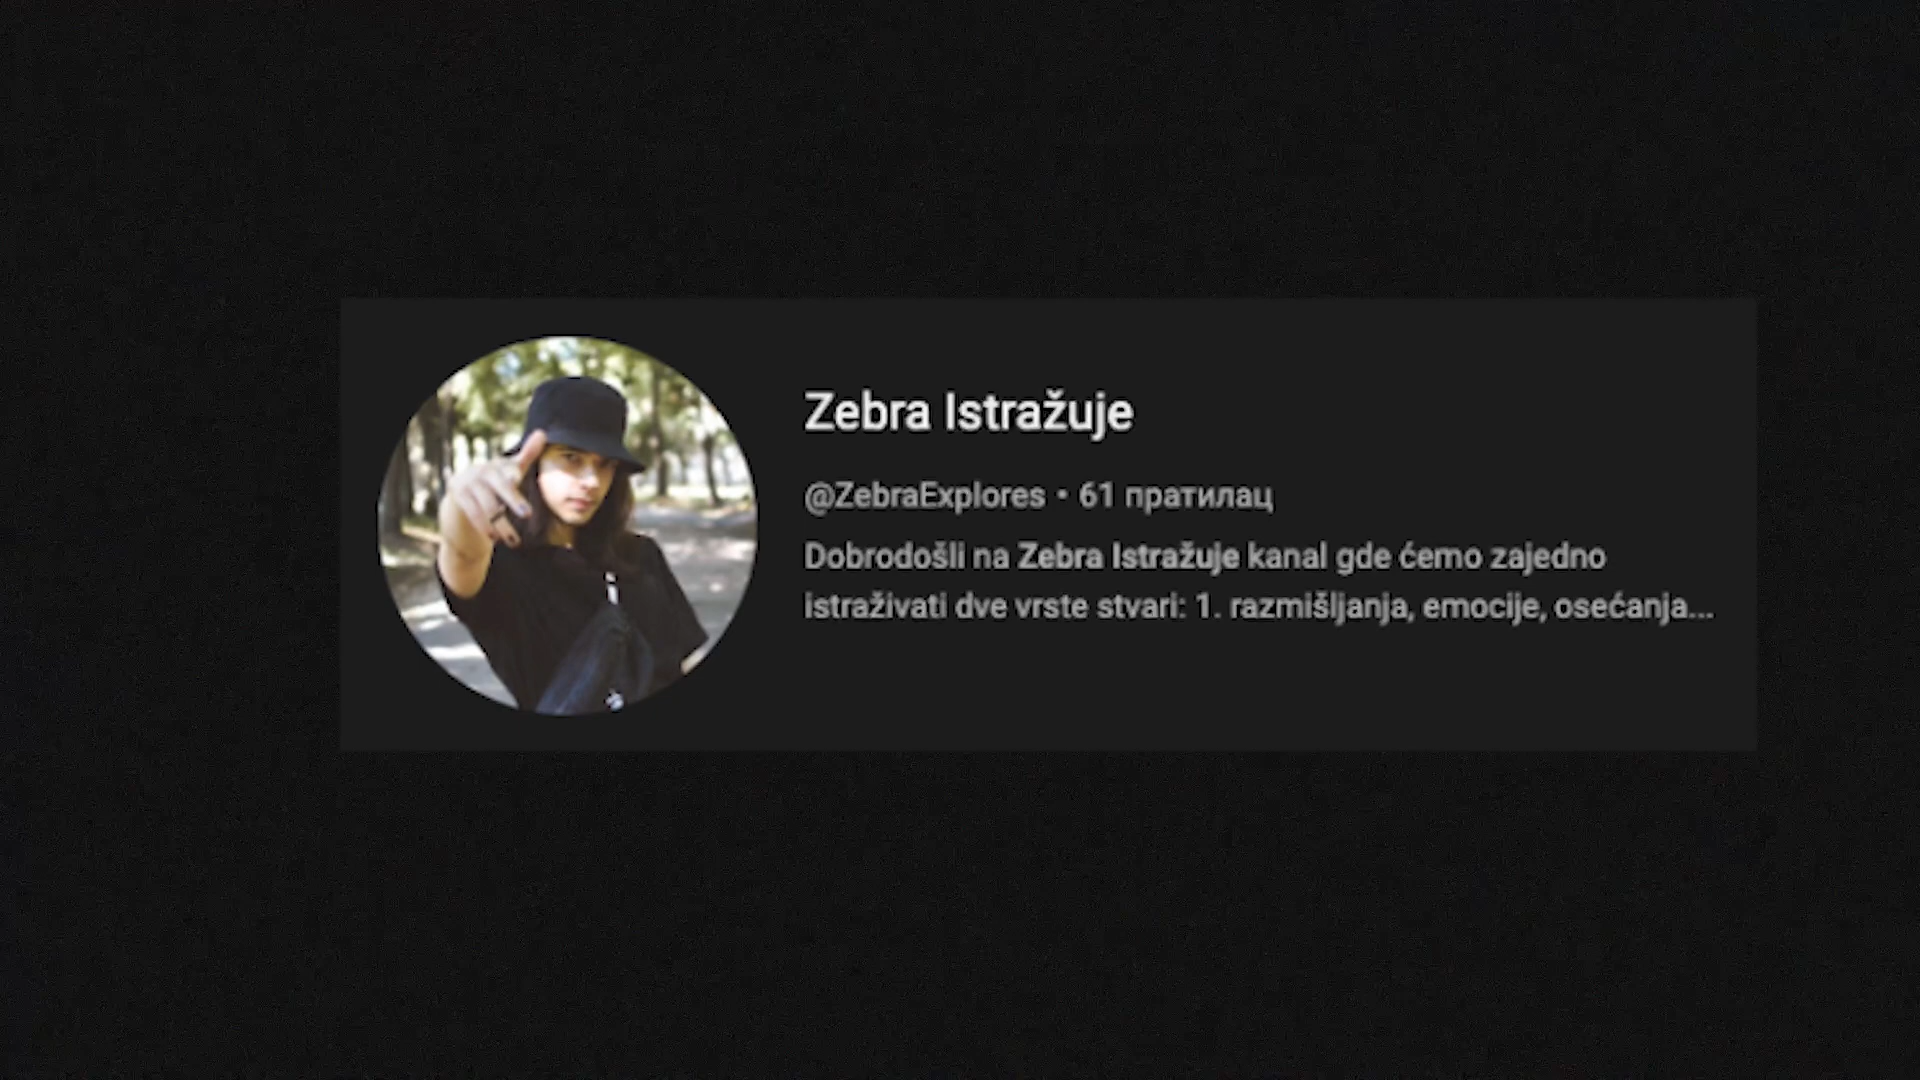 Zebra Istražuje
@ZebraExplores • 61 пратилац
Dobrodošli na Zebra Istražuje kanal gde ćemo zajedno
istraživati dve vrste stvari: 1. razmišljanja, emocije, osećanja...